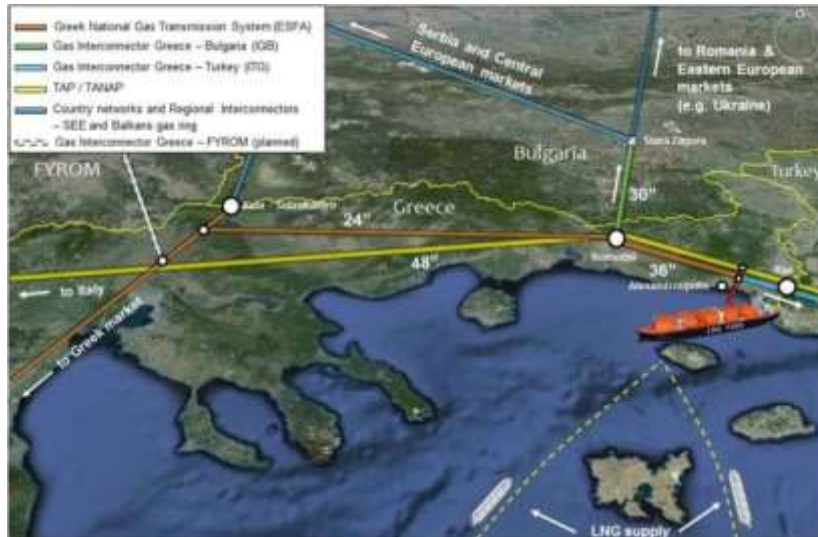 Greek National Gas Transmission System (ESFA)
Gas Interconnector Greece – Bulgaria (IGB)
Gas Interconnector Greece – Turkey (ITG)
TAP / TANAP
Country networks and Regional Interconnectors
– SEE and Balkans gas ring
Gas Interconnector Greece – FYROM (planned)
Serbia and Central
European markets
to Romania &
Eastern European
markets
(e.g. Ukraine)
Stara Zagora
Bulgaria
Turkey
FYROM
30"
Greece
24"
Komotini
48"
36"
Alexandroupolis
to Italy
to Greek market
LNG supply